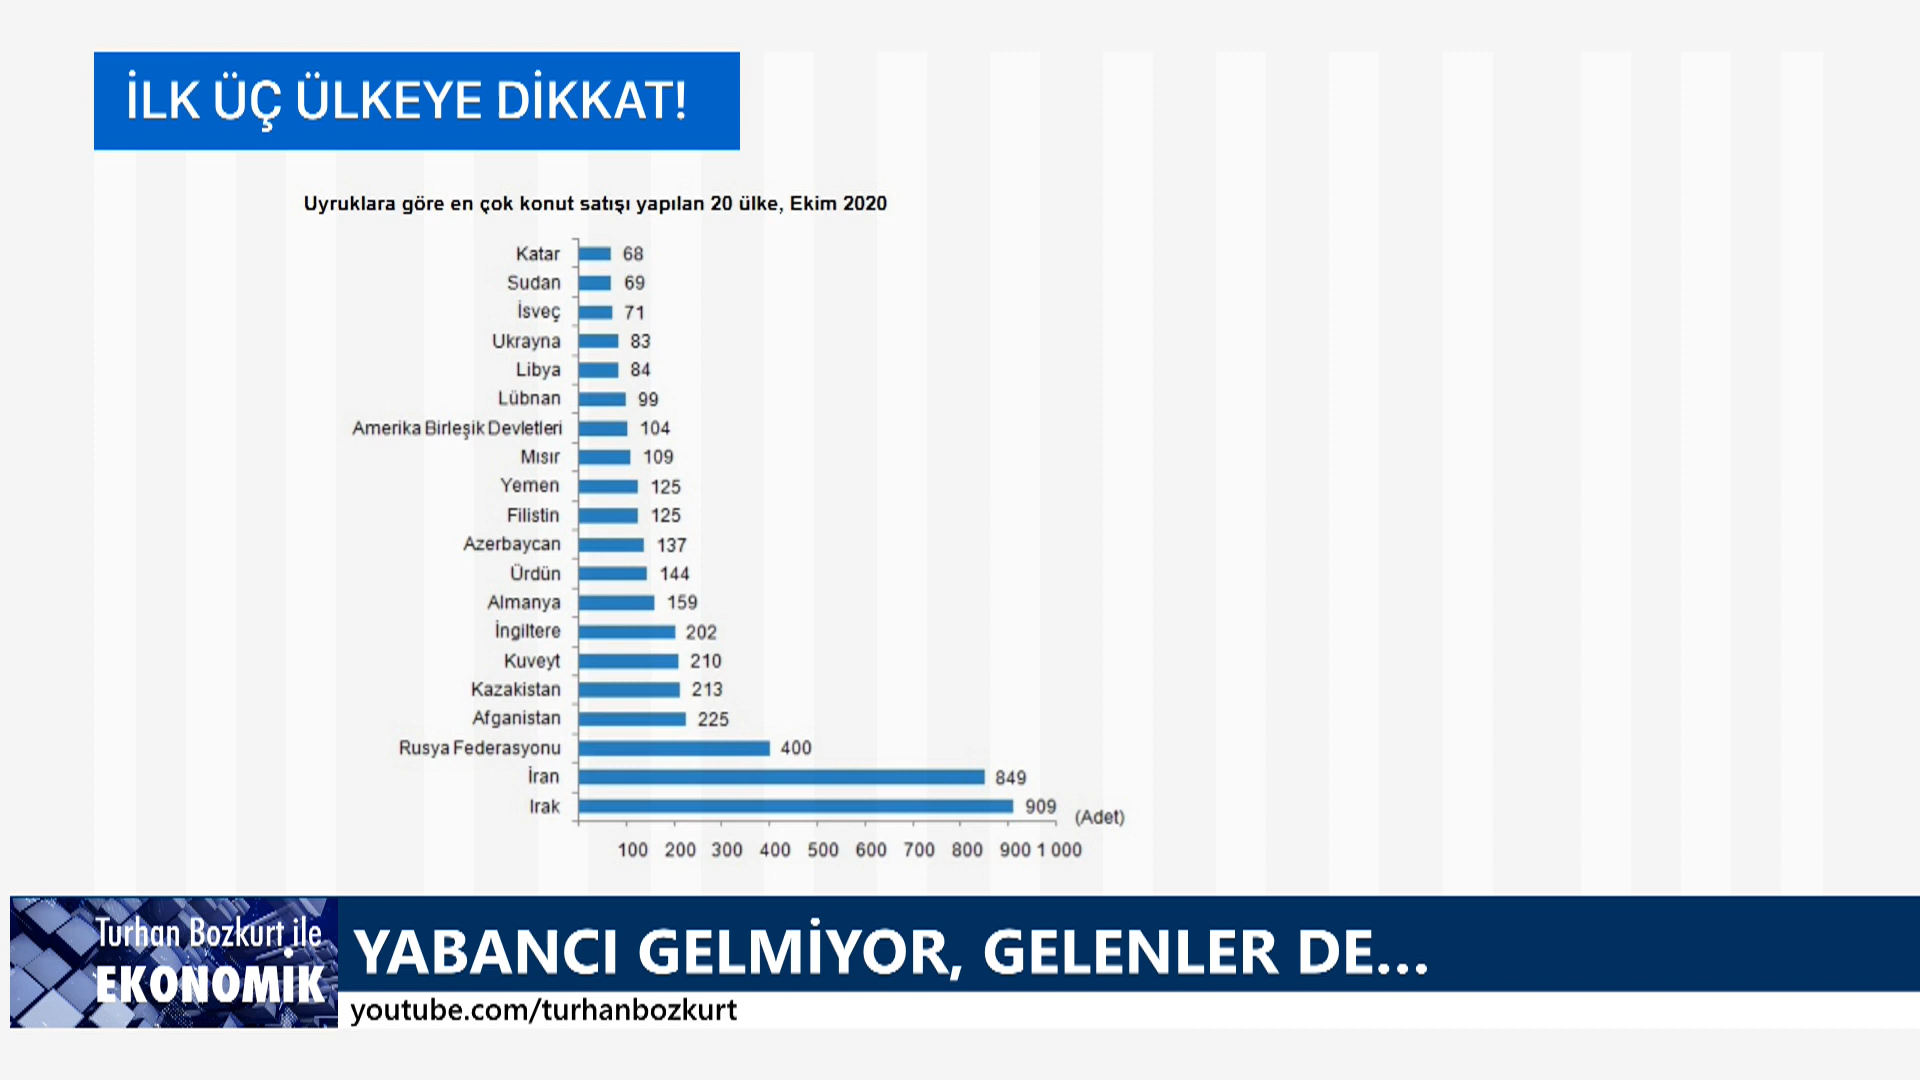 İLK ÜÇ ÜLKEYE DİKKAT!
Uyruklara göre en çok konut satışı yapılan 20 ülke, Ekim 2020
Katar 68
Sudan 69
İsveç 71
Ukrayna 83
Libya 84
Lübnan 99
Amerika Birleşik Devletleri 104
Mısır 109
Yemen 125
Filistin 125
Azerbaycan 137
Ürdün 144
Almanya 159
İngiltere 202
Kuveyt 210
Kazakistan 213
Afganistan 225
Rusya Federasyonu 400
İran 849
Irak 909
(Adet)
100 200 300 400 500 600 700 800 900 1 000
Turhan Bozkurt ile
EKONOMİK
YABANCI GELMİYOR, GELENLER DE...
youtube.com/turhanbozkurt